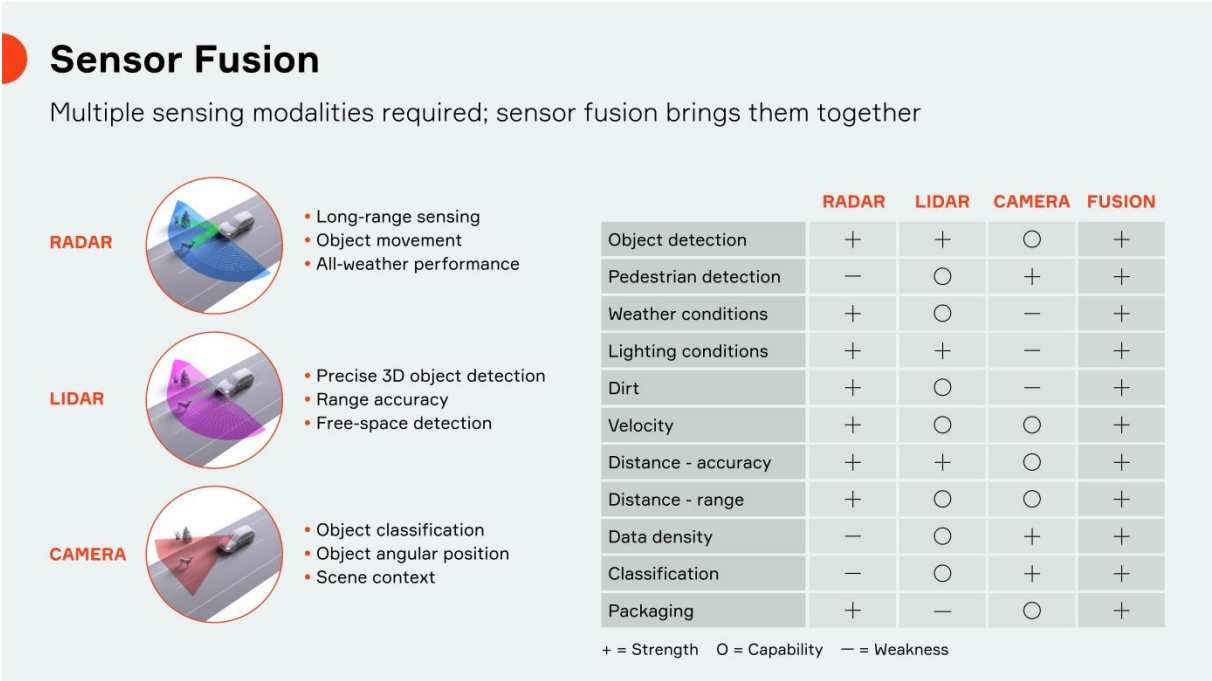 Sensor Fusion
Multiple sensing modalities required; sensor fusion brings them together
RADAR
• Long-range sensing
• Object movement
• All-weather performance
LIDAR
• Precise 3D object detection
• Range accuracy
• Free-space detection
CAMERA
• Object classification
• Object angular position
• Scene context
RADAR LIDAR CAMERA FUSION
Object detection + + O +
Pedestrian detection — O + +
Weather conditions + O — +
Lighting conditions + + — +
Dirt + O — +
Velocity + O O +
Distance - accuracy + + O +
Distance - range + O O +
Data density — O + +
Classification — O + +
Packaging + — O +
+ = Strength O = Capability — = Weakness